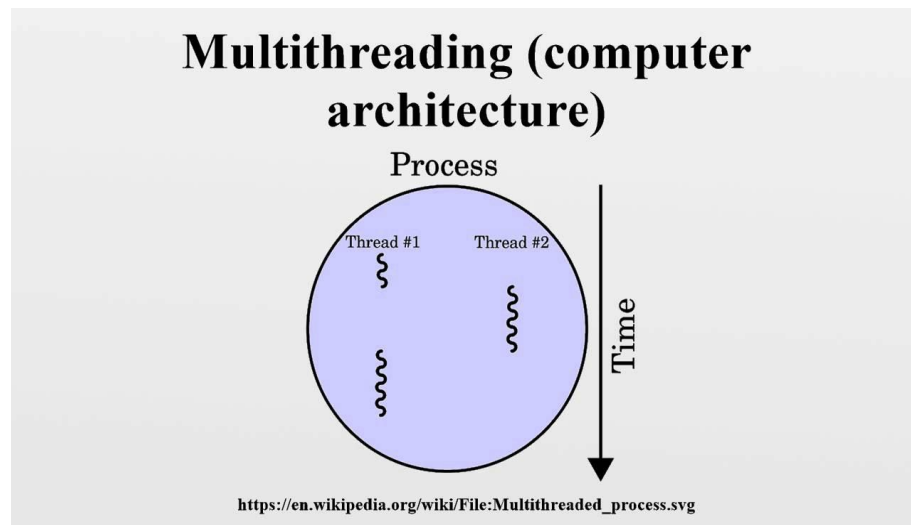 Multithreading (computer
architecture)
Process
Thread #1
Thread #2
Time
https://en.wikipedia.org/wiki/File:Multithreaded_process.svg